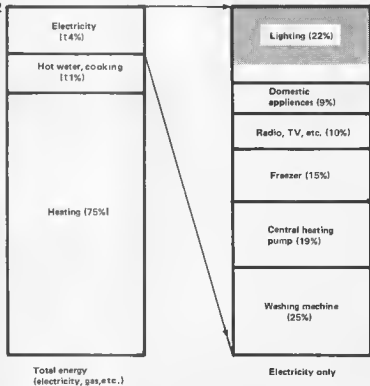 Electricity
(14%)
Hot water, cooking
(11%)
Heating (75%)
Total energy
(electricity, gas,etc.)
Lighting (22%)
Domestic
appliances (9%)
Radio, TV, etc. (10%)
Freezer (15%)
Central heating
pump (19%)
Washing machine
(25%)
Electricity only